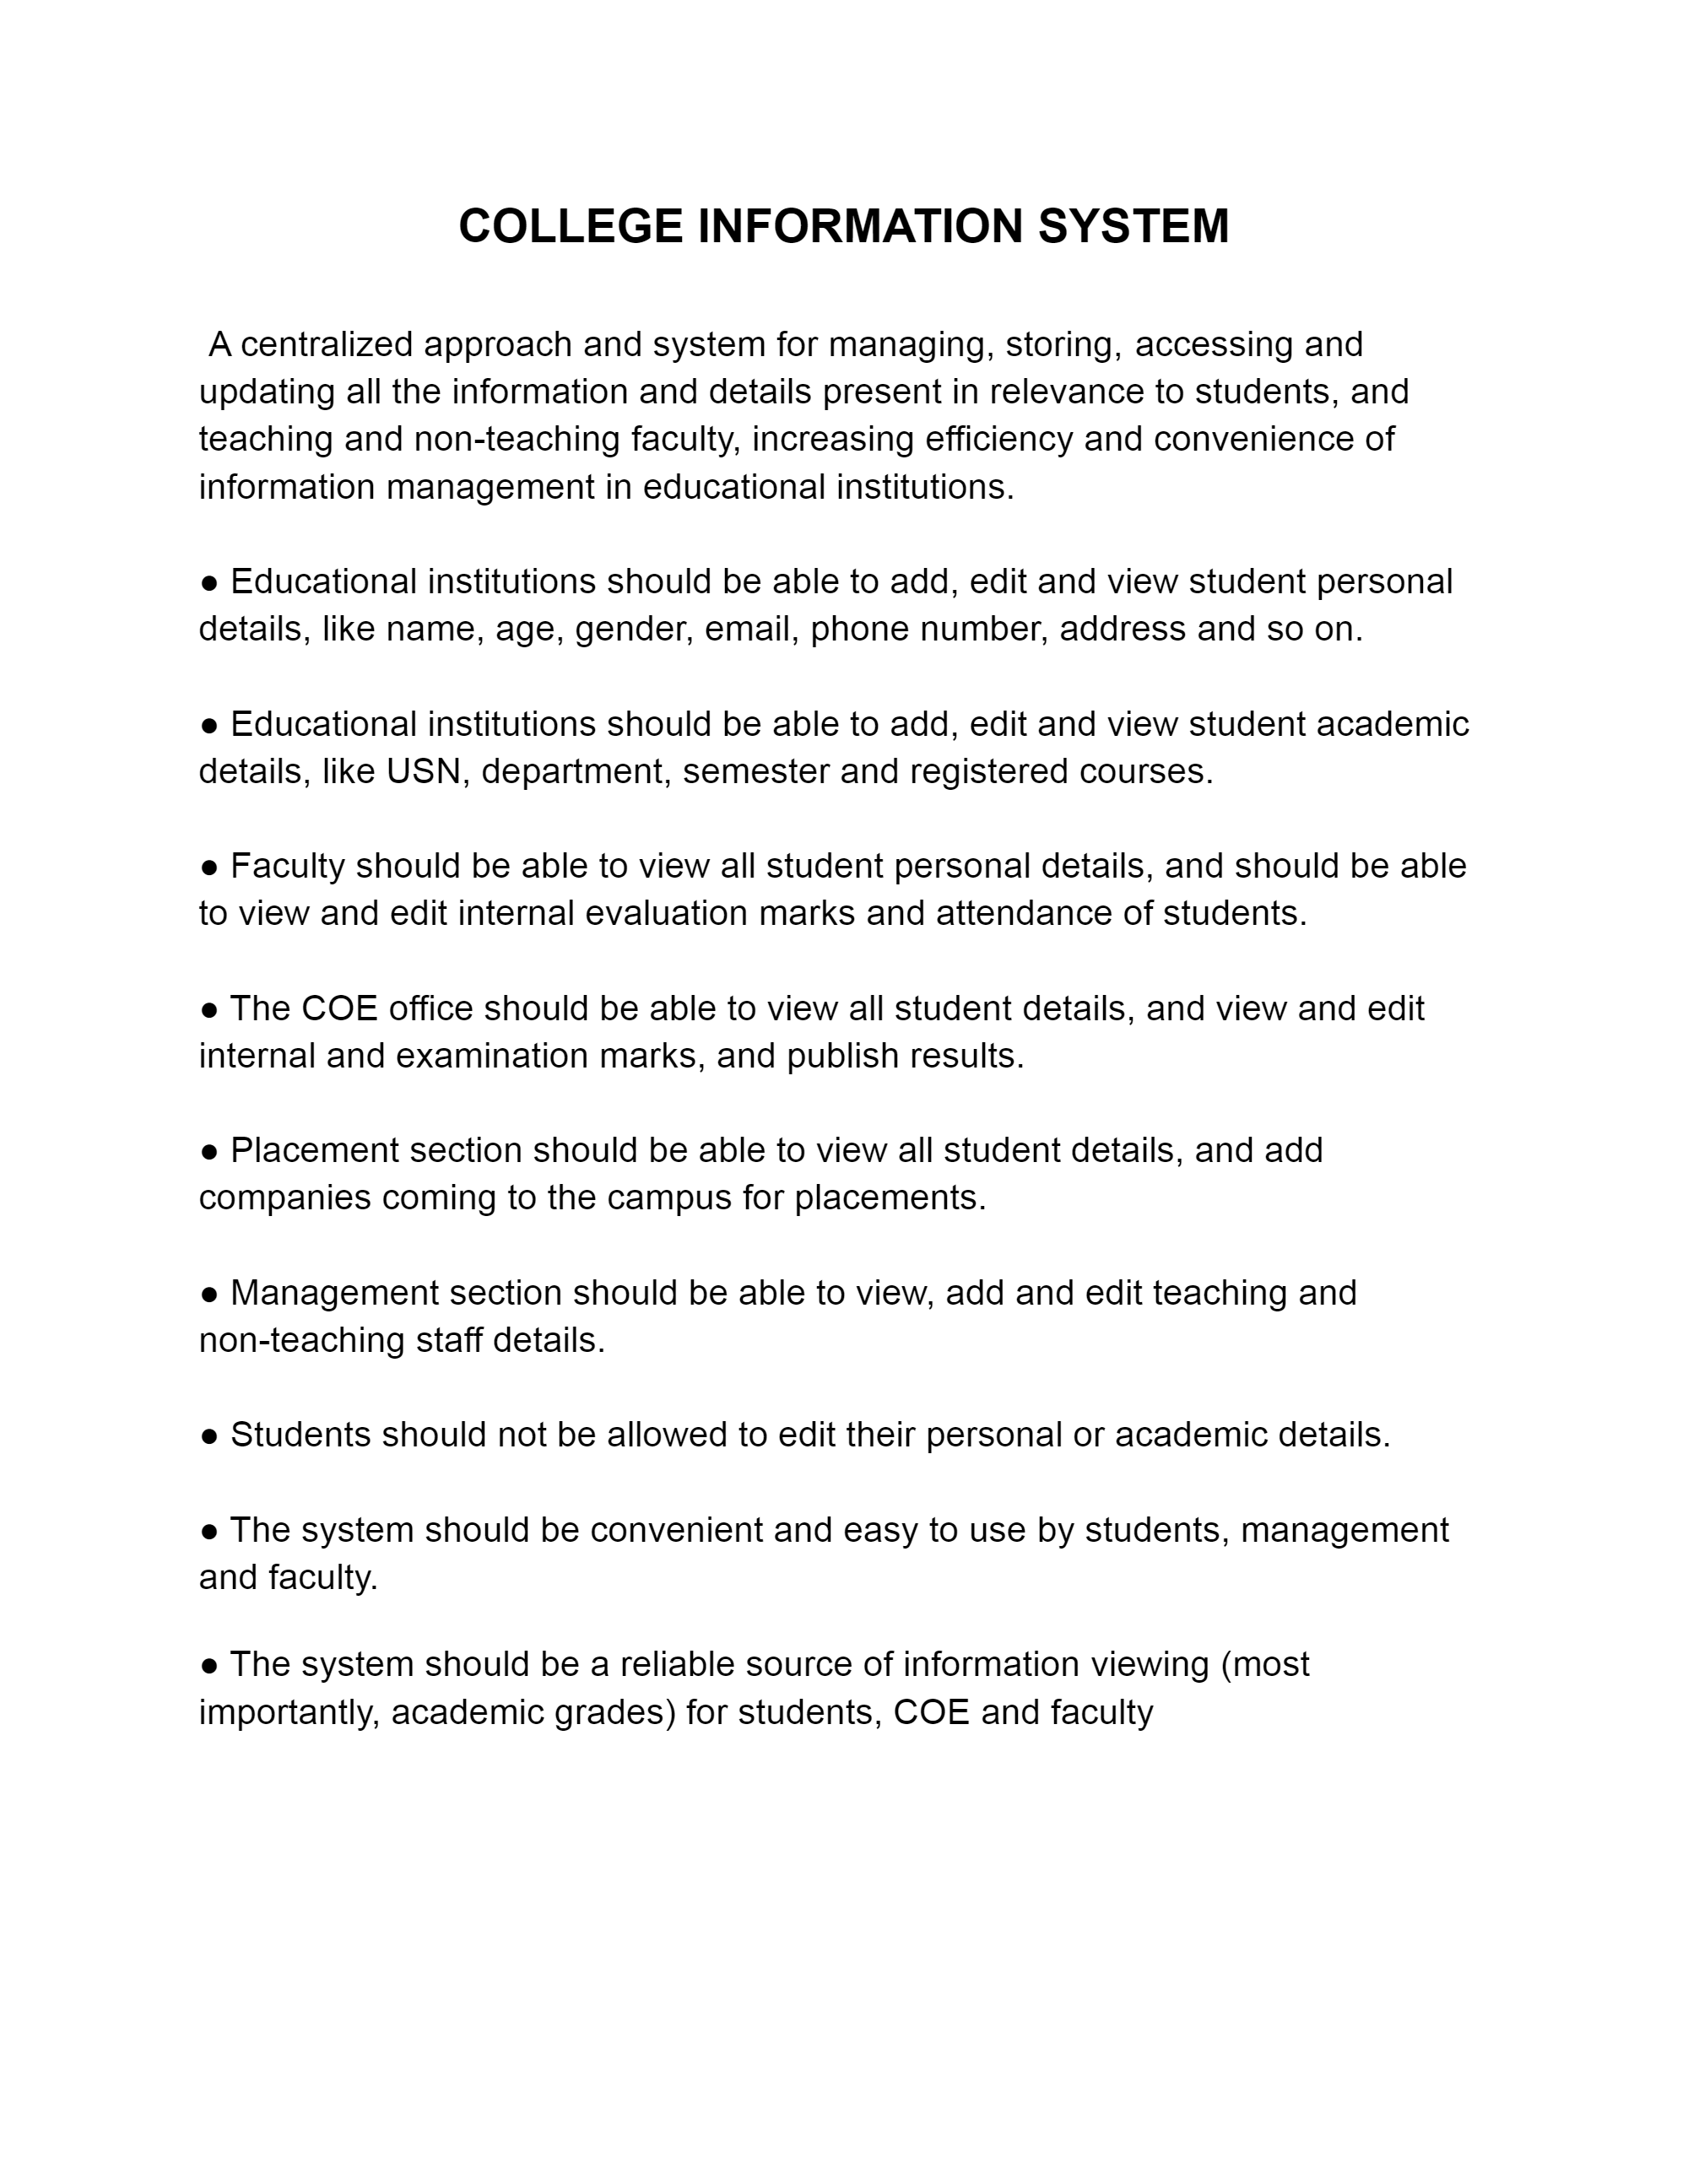 COLLEGE INFORMATION SYSTEM
A centralized approach and system for managing, storing, accessing and
updating all the information and details present in relevance to students, and
teaching and non-teaching faculty, increasing efficiency and convenience of
information management in educational institutions.
● Educational institutions should be able to add, edit and view student personal
details, like name, age, gender, email, phone number, address and so on.
● Educational institutions should be able to add, edit and view student academic
details, like USN, department, semester and registered courses.
● Faculty should be able to view all student personal details, and should be able
to view and edit internal evaluation marks and attendance of students.
● The COE office should be able to view all student details, and view and edit
internal and examination marks, and publish results.
● Placement section should be able to view all student details, and add
companies coming to the campus for placements.
● Management section should be able to view, add and edit teaching and
non-teaching staff details.
● Students should not be allowed to edit their personal or academic details.
● The system should be convenient and easy to use by students, management
and faculty.
● The system should be a reliable source of information viewing (most
importantly, academic grades) for students, COE and faculty